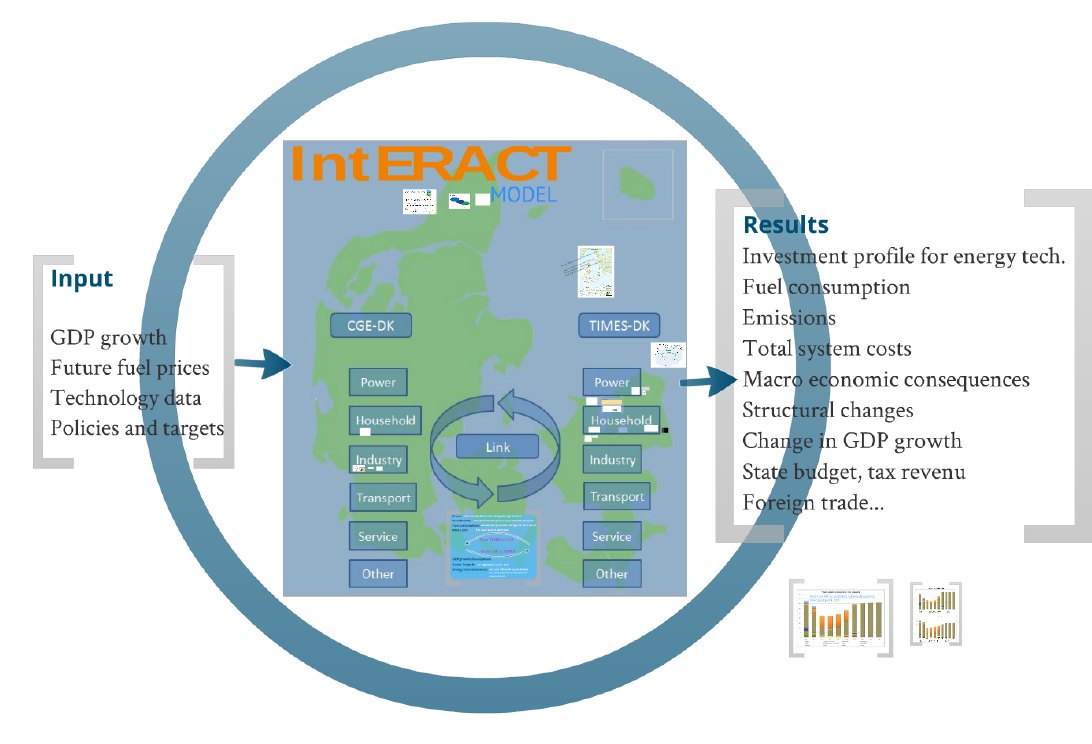 IntERACT
MODEL
Input
GDP growth
Future fuel prices
Technology data
Policies and targets
CGE-DK
Power
Household
Industry
Transport
Service
Other
Link
TIMES-DK
Power
Household
Industry
Transport
Service
Other
Results
Investment profile for energy tech.
Fuel consumption
Emissions
Total system costs
Macro economic consequences
Structural changes
Change in GDP growth
State budget, tax revenu
Foreign trade...